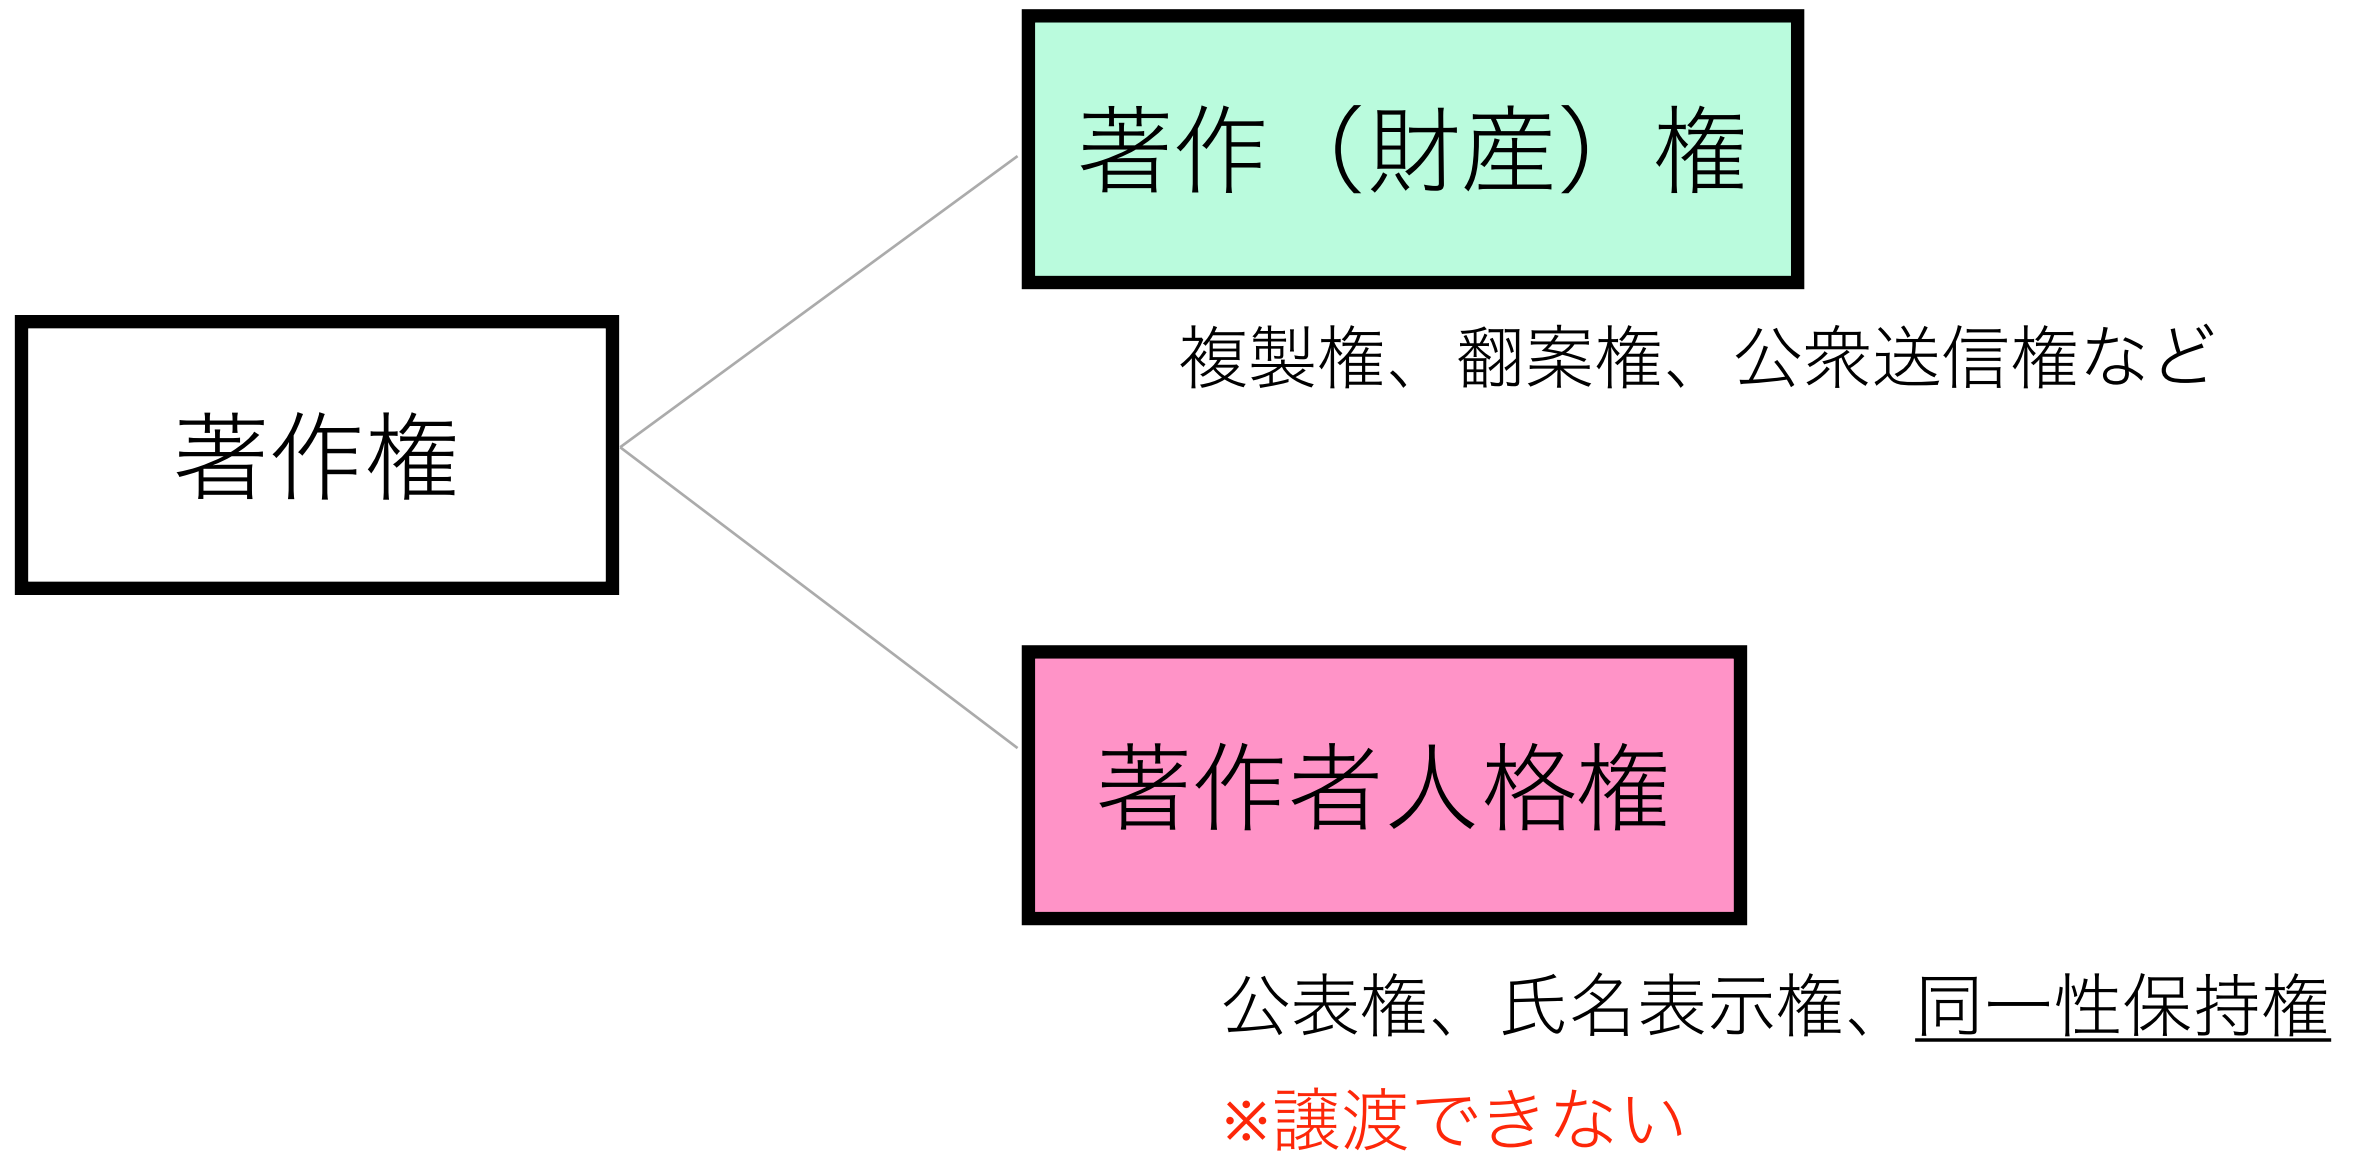 著作（財産）権
複製権、翻案権、公衆送信権など
著作権
著作者人格権
公表権、氏名表示権、同一性保持権
※譲渡できない